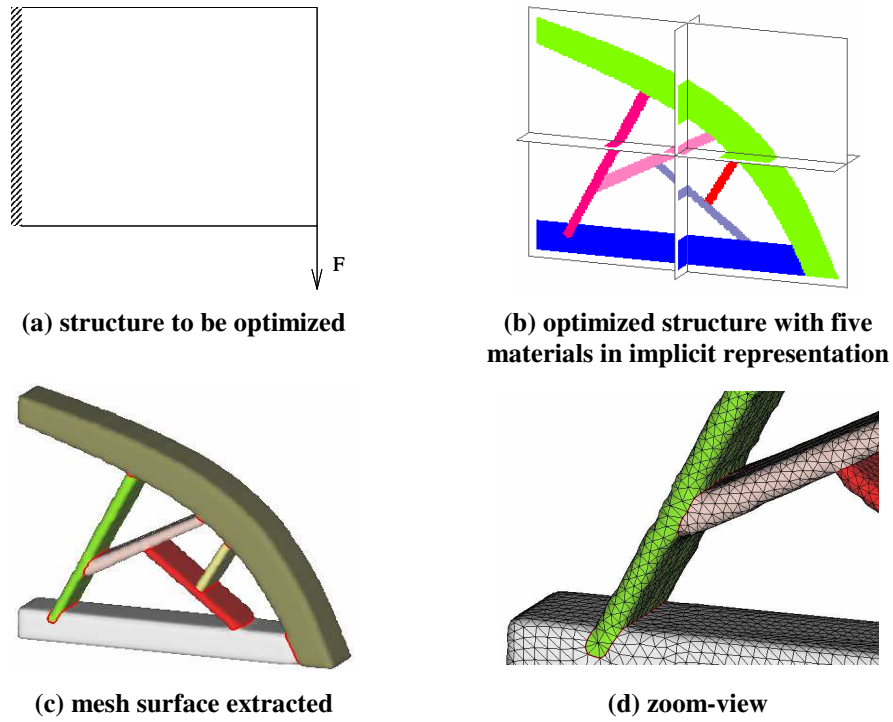 F
(a) structure to be optimized
(b) optimized structure with five
materials in implicit representation
(c) mesh surface extracted
(d) zoom-view